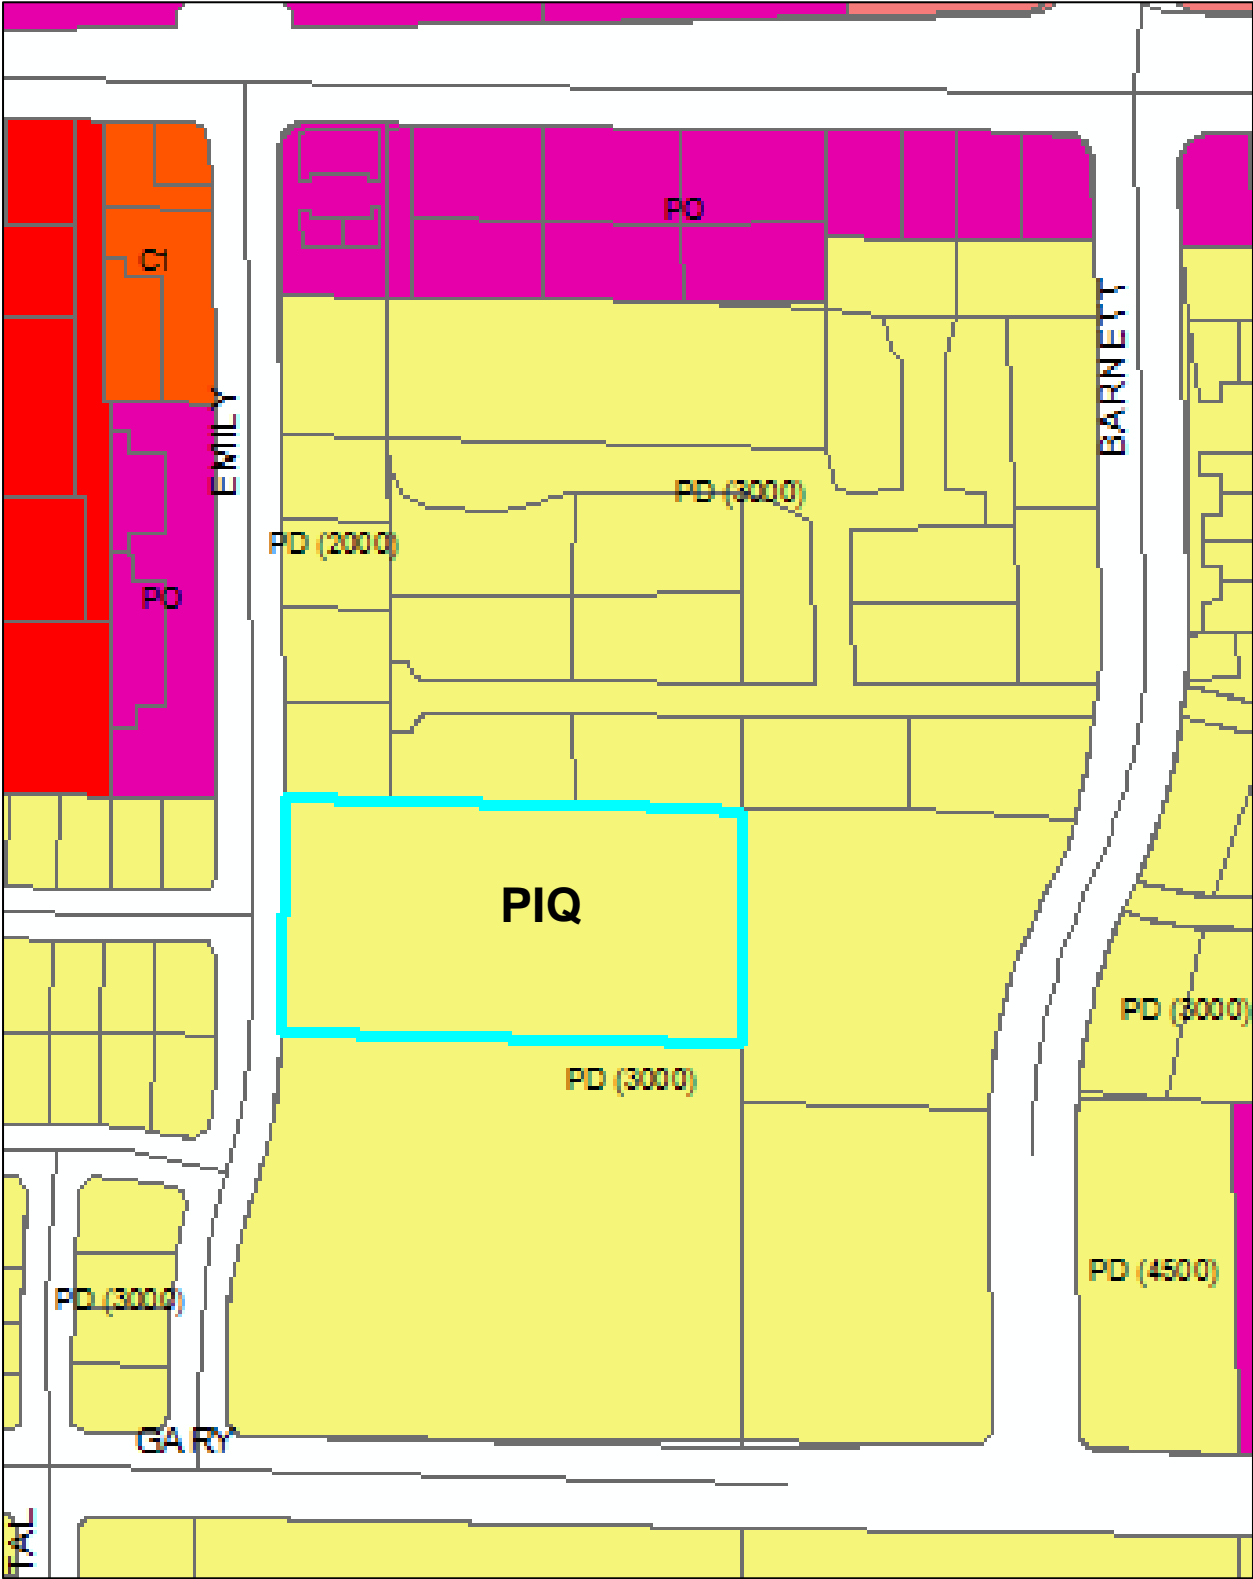 PO
C1
EMILY
BARNETT
PD (3000)
PD (2000)
PO
PIQ
PD (3000)
PD (3000)
PD (4500)
PD (3000)
GARY
TAL